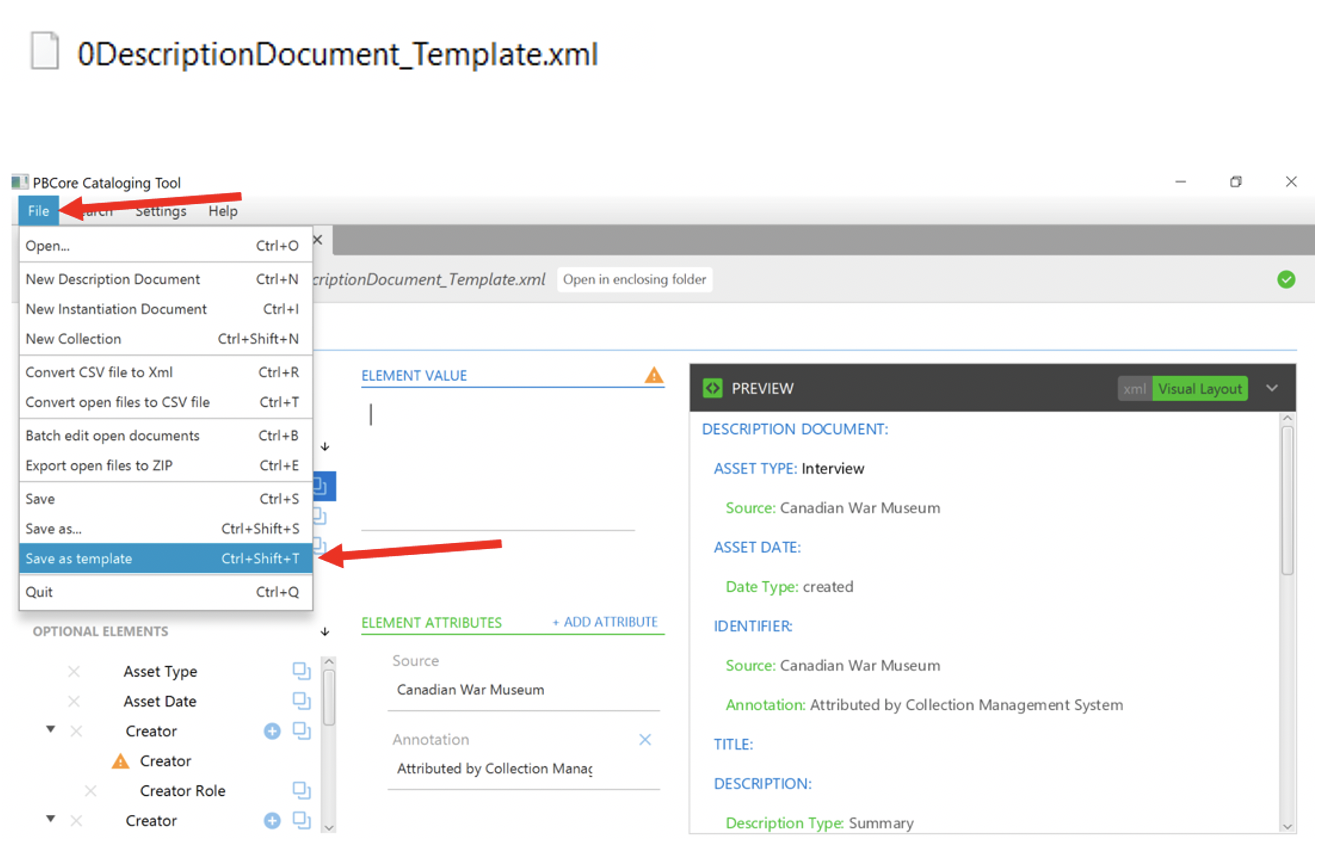 0DescriptionDocument_Template.xml
PBCore Cataloging Tool
File Search Settings Help
Open... Ctrl+O
New Description Document Ctrl+N
criptionDocument_Template.xml Open in enclosing folder
New Instantiation Document Ctrl+I
New Collection Ctrl+Shift+N
Convert CSV file to Xml Ctrl+R
Convert open files to CSV file Ctrl+T
Batch edit open documents Ctrl+B
Export open files to ZIP Ctrl+E
Save Ctrl+S
Save as... Ctrl+Shift+S
Save as template Ctrl+Shift+T
Quit Ctrl+Q
OPTIONAL ELEMENTS
Asset Type
Asset Date
Creator
Creator
Creator Role
Creator
ELEMENT VALUE
ELEMENT ATTRIBUTES + ADD ATTRIBUTE
Source
Canadian War Museum
Annotation
Attributed by Collection Manag
PREVIEW xml Visual Layout
DESCRIPTION DOCUMENT:
ASSET TYPE: Interview
Source: Canadian War Museum
ASSET DATE:
Date Type: created
IDENTIFIER:
Source: Canadian War Museum
Annotation: Attributed by Collection Management System
TITLE:
DESCRIPTION:
Description Type: Summary